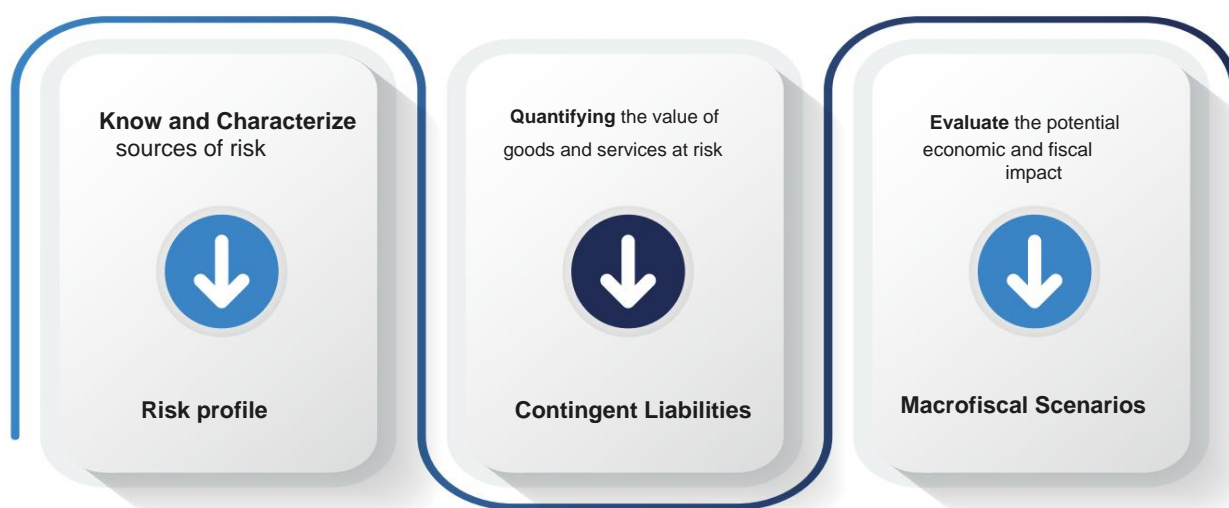 Know and Characterize
sources of risk
Risk profile
Quantifying the value of
goods and services at risk
Contingent Liabilities
Evaluate the potential
economic and fiscal
impact
Macrofiscal Scenarios